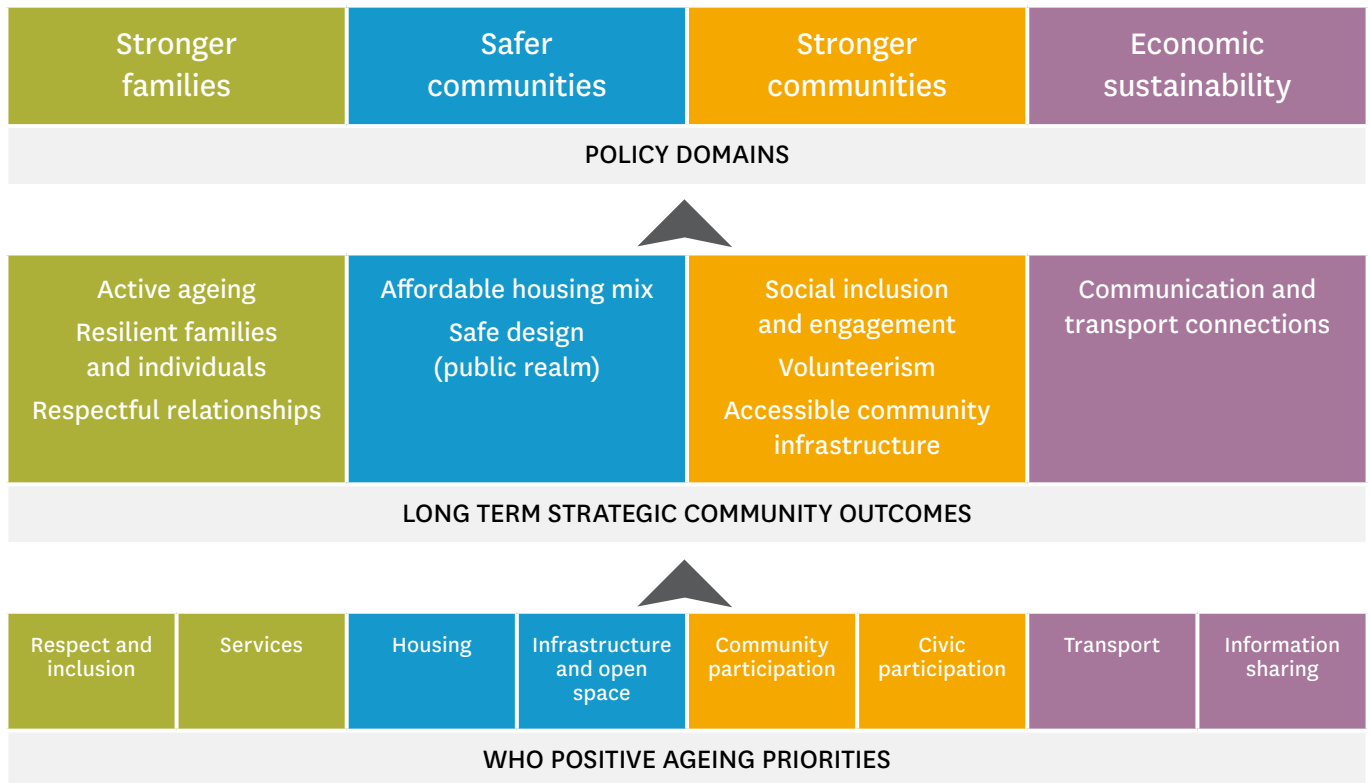 Stronger
families
Safer
communities
Stronger
communities
Economic
sustainability
POLICY DOMAINS
Active ageing
Resilient families
and individuals
Respectful relationships
Affordable housing mix
Safe design
(public realm)
Social inclusion
and engagement
Volunteerism
Accessible community
infrastructure
Communication and
transport connections
LONG TERM STRATEGIC COMMUNITY OUTCOMES
Respect and
inclusion
Services
Housing
Infrastructure
and open
space
Community
participation
Civic
participation
Transport
Information
sharing
WHO POSITIVE AGEING PRIORITIES